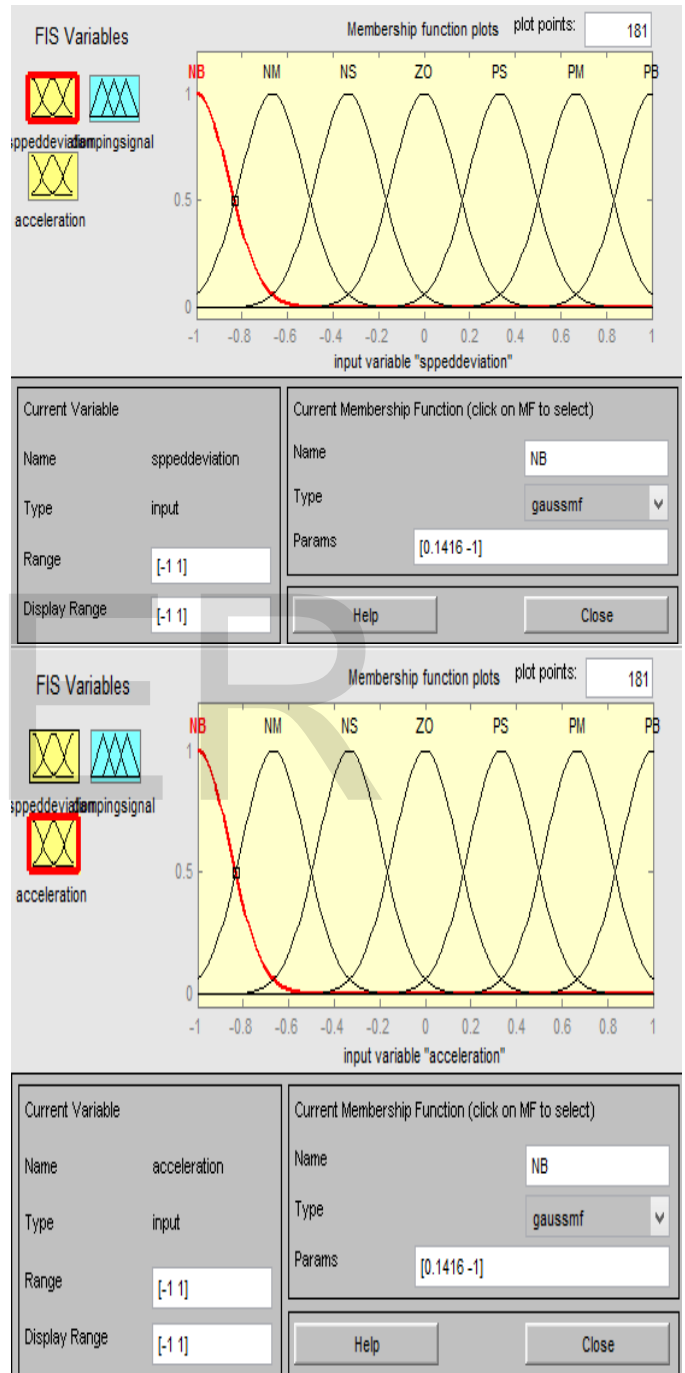 FIS Variables
Membership function plots plot points: 181
NB NM NS ZO PS PM PB
1
0.5
0
-1 -0.8 -0.6 -0.4 -0.2 0 0.2 0.4 0.6 0.8 1
input variable "sppeddeviation"
sppeddeviation dampingsignal
acceleration
Current Variable
Name sppeddeviation
Type input
Range [-1 1]
Display Range [-1 1]
Current Membership Function (click on MF to select)
Name NB
Type gaussmf
Params [0.1416 -1]
Help Close
ER
FIS Variables
Membership function plots plot points: 181
NB NM NS ZO PS PM PB
1
0.5
0
-1 -0.8 -0.6 -0.4 -0.2 0 0.2 0.4 0.6 0.8 1
input variable "acceleration"
sppeddeviation dampingsignal
acceleration
Current Variable
Name acceleration
Type input
Range [-1 1]
Display Range [-1 1]
Current Membership Function (click on MF to select)
Name NB
Type gaussmf
Params [0.1416 -1]
Help Close